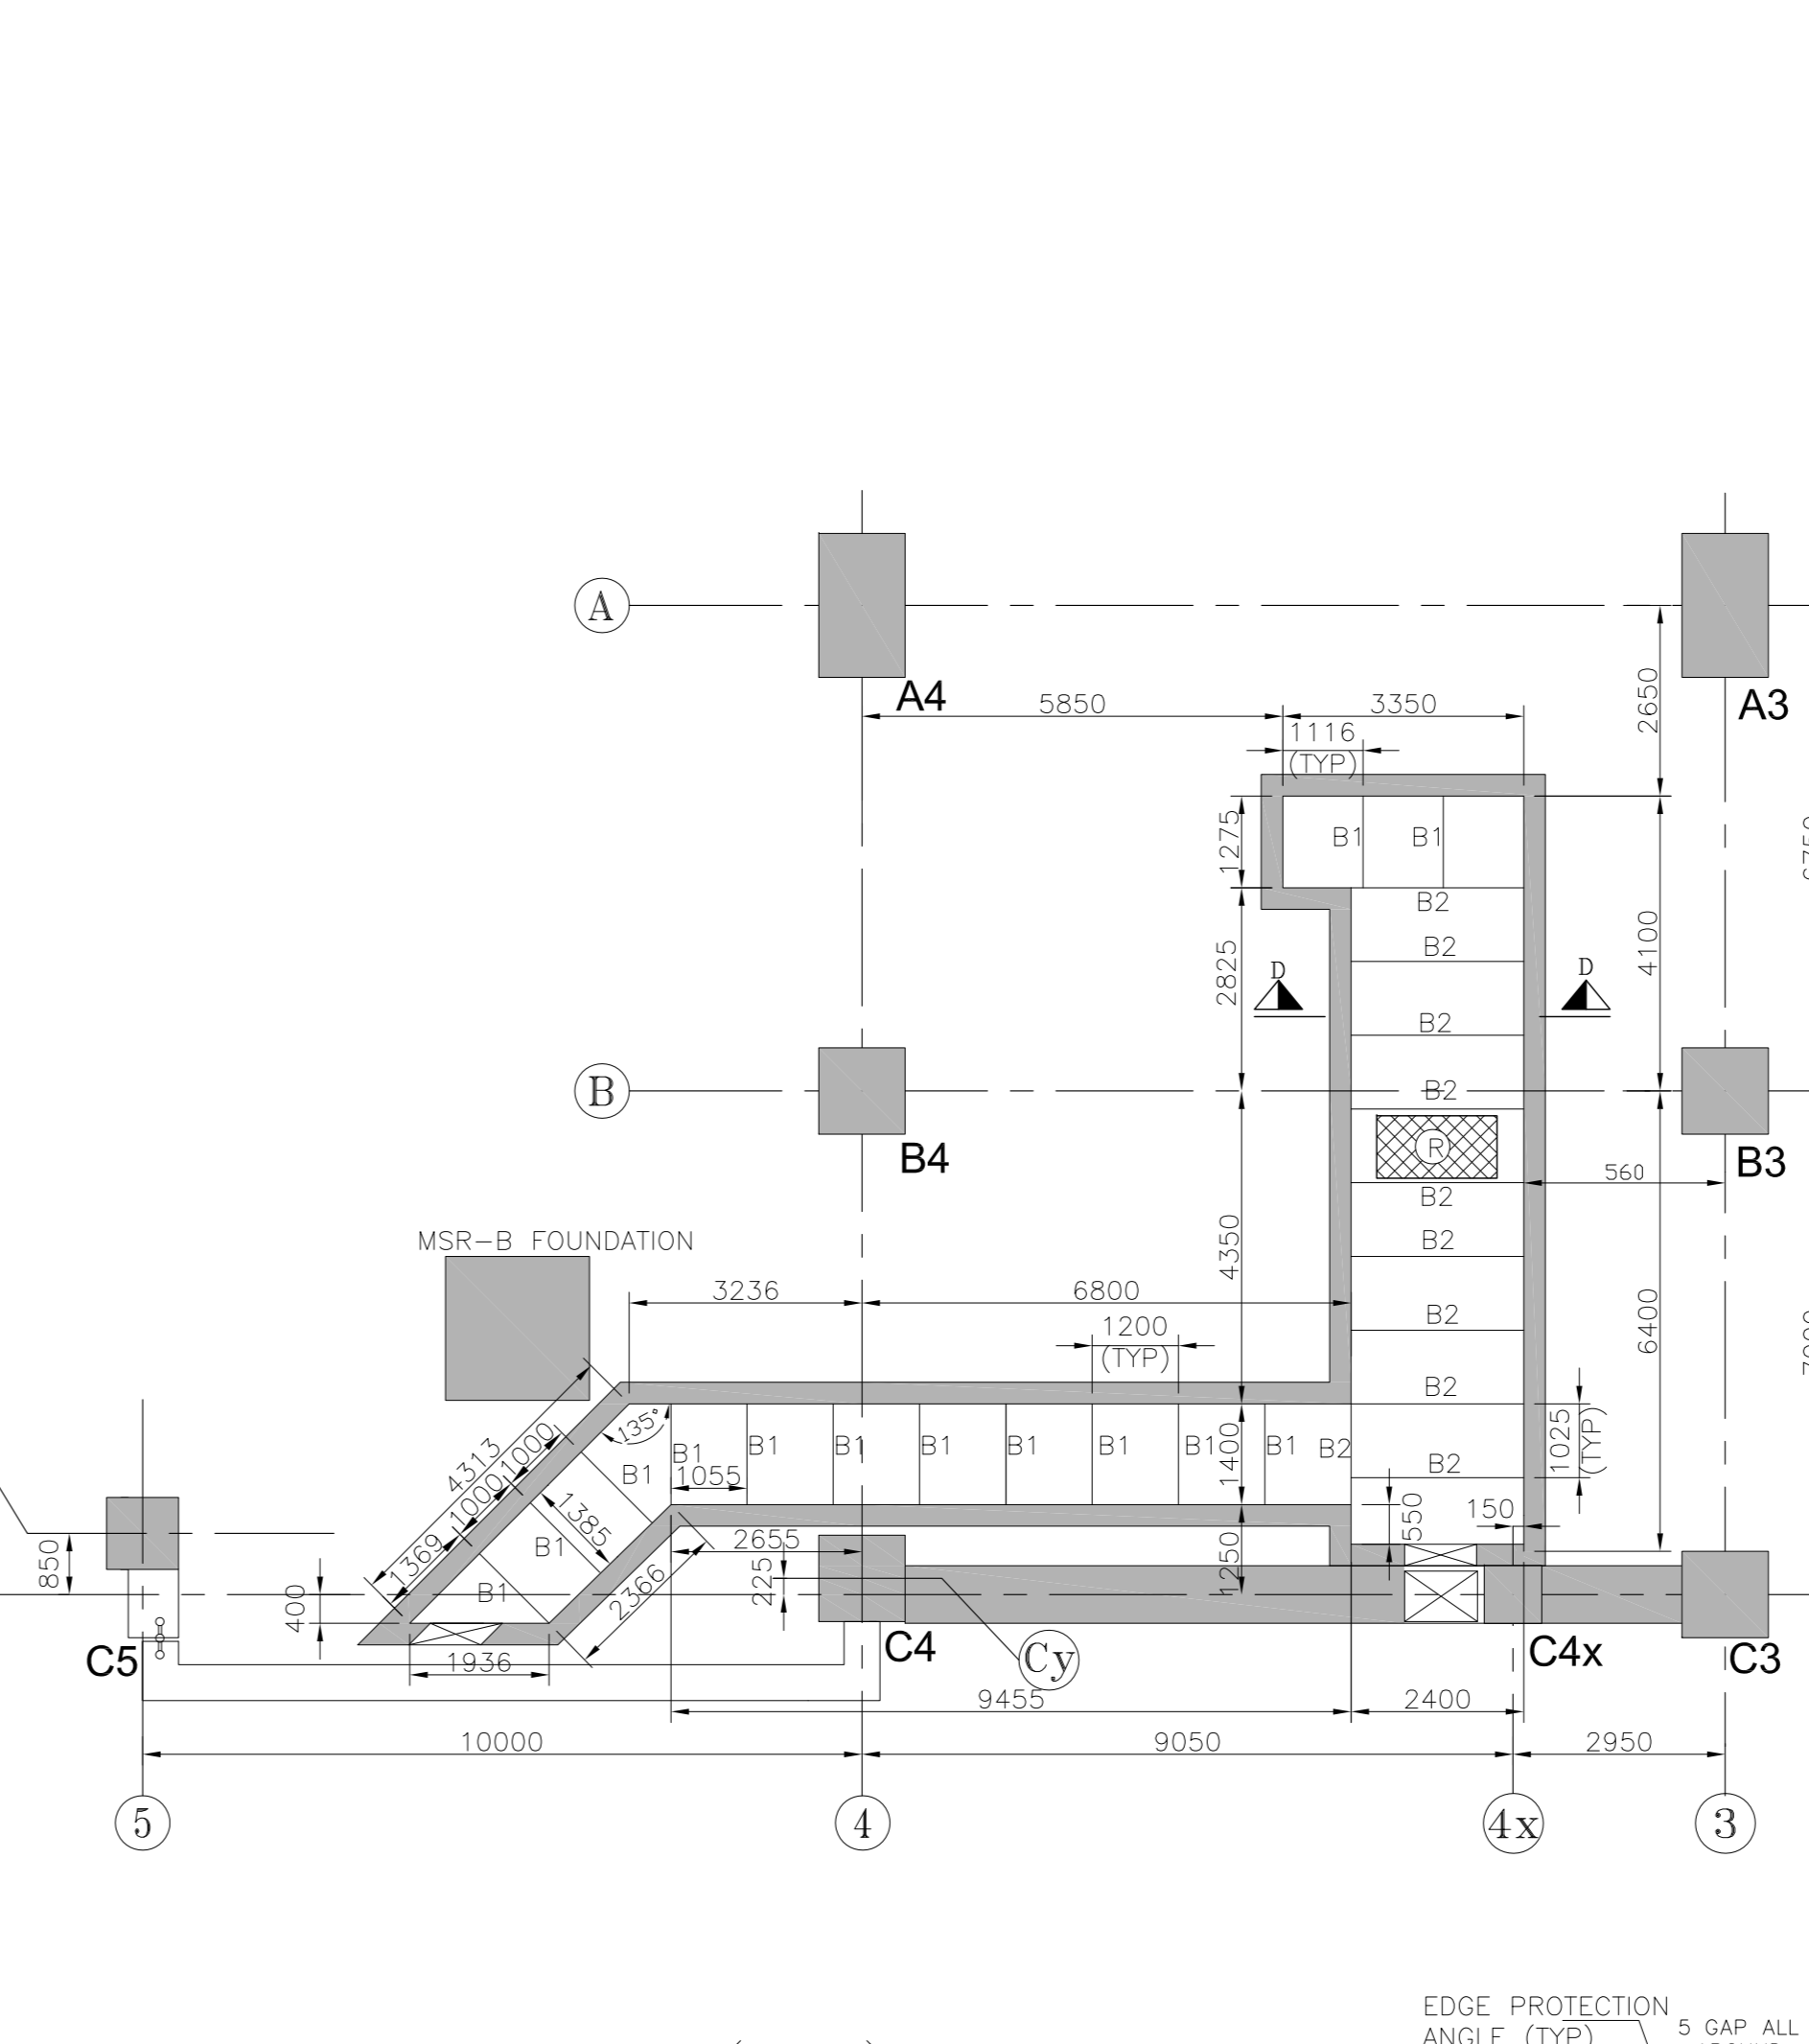 A
A4
A3
5850
3350
2650
1116
(TYP)
1275
B1
B1
B2
B2
4100
2825
D
D
B2
B
B2
B4
B3
R
560
B2
MSR-B FOUNDATION
4350
B2
3236
6800
6400
1200
(TYP)
B2
B2
4313
1000
1000
1369
135°
B1
B1
B1
B1
B1
B1
B1
B1
B1
B2
1400
B2
1025
(TYP)
1055
1385
B1
B1
550
150
2655
850
400
2366
225
1250
C5
1936
C4
Cy
C4x
C3
9455
2400
10000
9050
2950
5
4
4x
3
EDGE PROTECTION
ANGLE (TYP)
5 GAP ALL